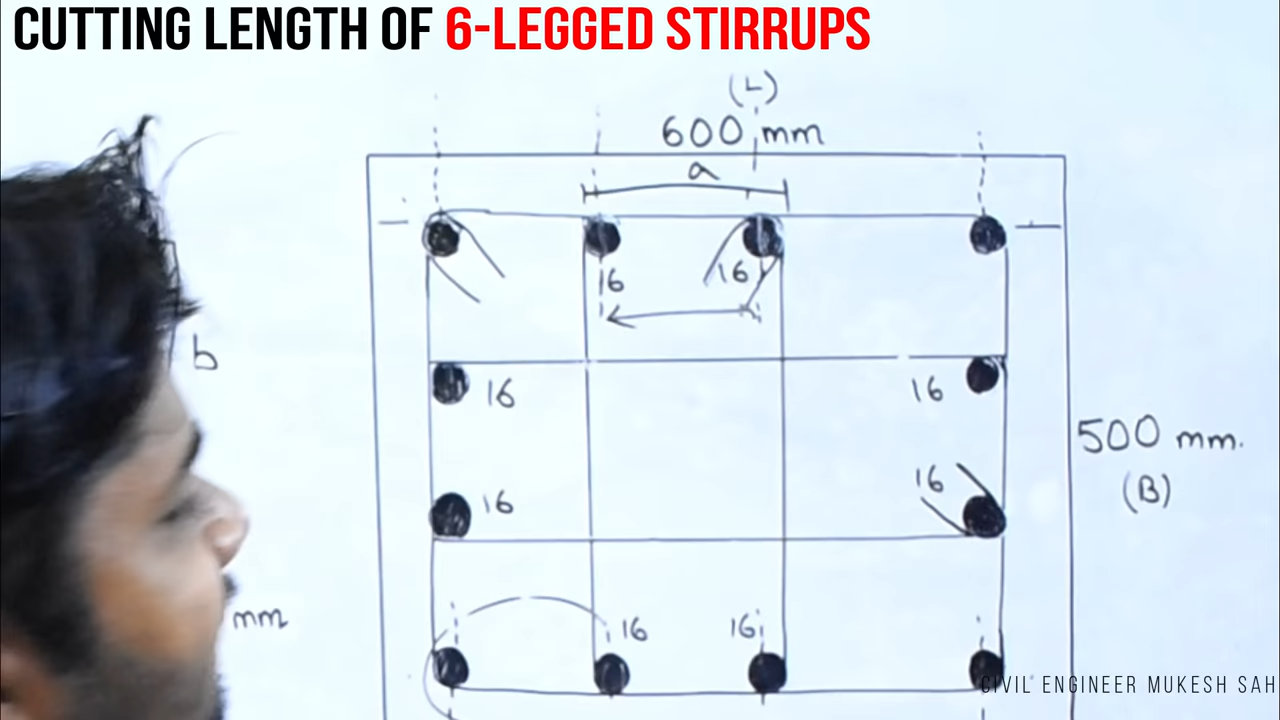 CUTTING LENGTH OF 6-LEGGED STIRRUPS
(L)
600 mm
a
16 16
b
16 16
500 mm.
(B)
16
16
mm
16 16
CIVIL ENGINEER MUKESH SAH